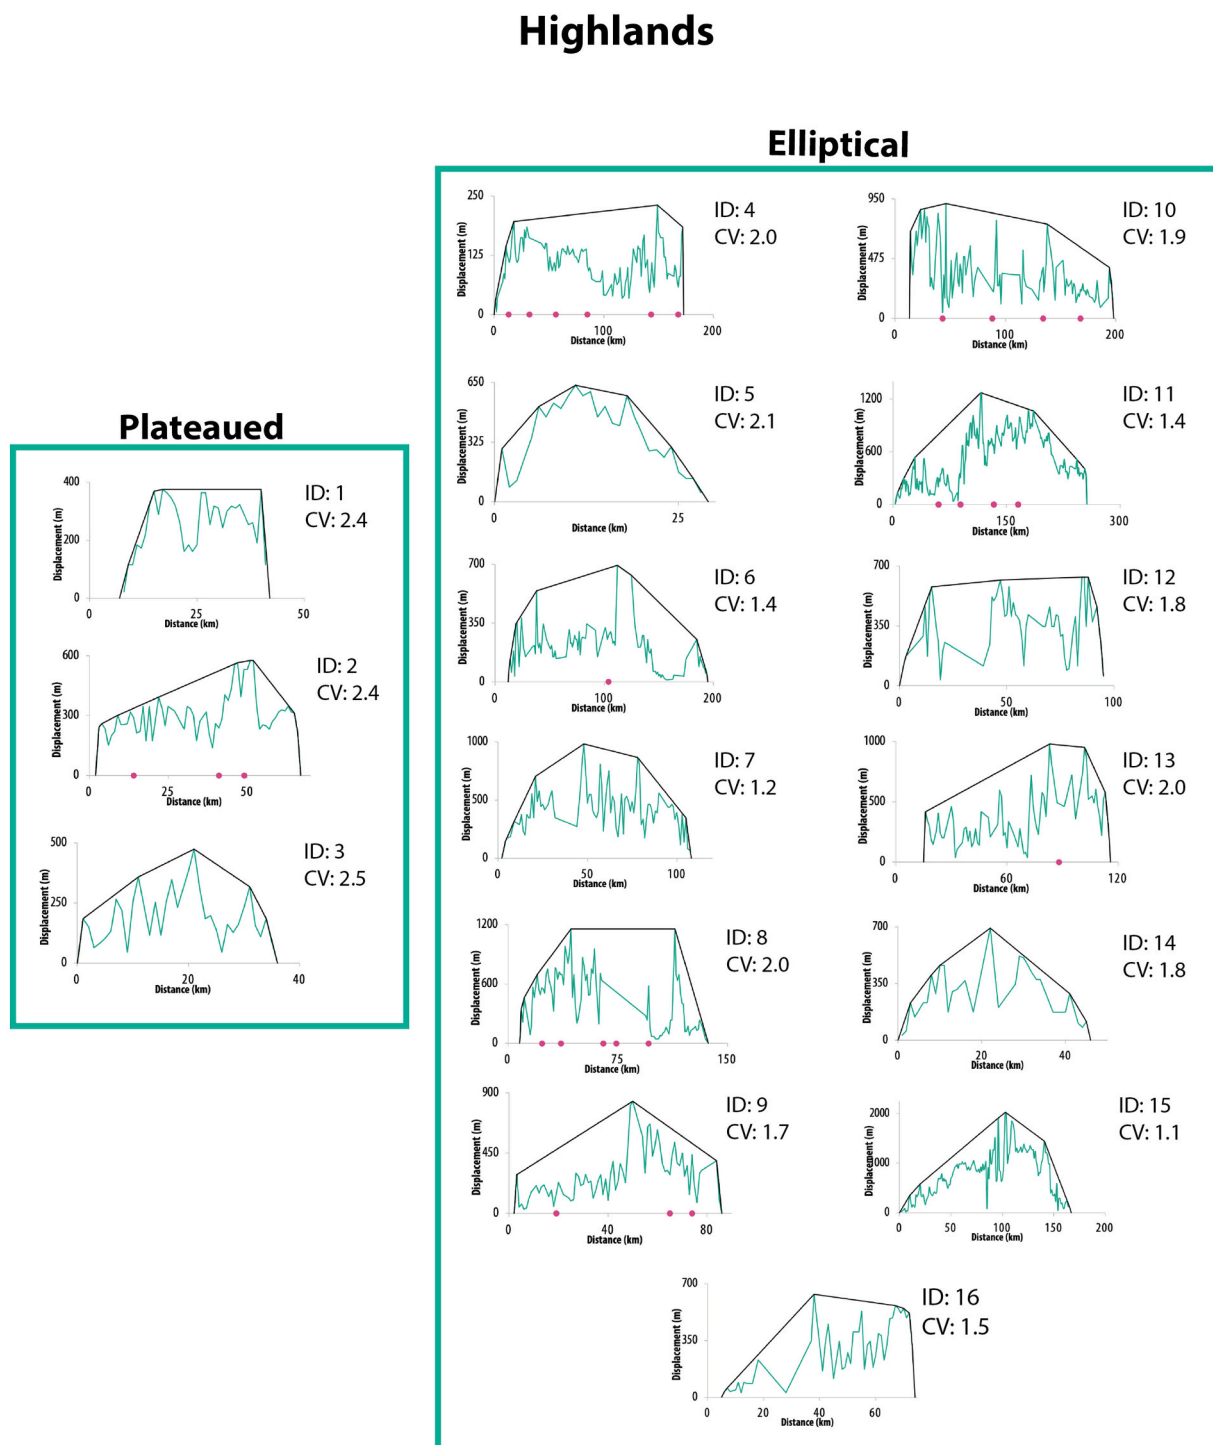 Highlands
Plateaued
400
200
0
0
25
50
Displacement (m)
Distance (km)
ID: 1
CV: 2.4
600
300
0
0
25
50
Displacement (m)
Distance (km)
ID: 2
CV: 2.4
500
250
0
0
20
40
Displacement (m)
Distance (km)
ID: 3
CV: 2.5
Elliptical
250
125
0
0
100
200
Displacement (m)
Distance (km)
ID: 4
CV: 2.0
650
325
0
0
25
Displacement (m)
Distance (km)
ID: 5
CV: 2.1
700
350
0
0
100
200
Displacement (m)
Distance (km)
ID: 6
CV: 1.4
1000
500
0
0
50
100
Displacement (m)
Distance (km)
ID: 7
CV: 1.2
1200
600
0
0
75
150
Displacement (m)
Distance (km)
ID: 8
CV: 2.0
900
450
0
0
40
80
Displacement (m)
Distance (km)
ID: 9
CV: 1.7
950
475
0
0
100
200
Displacement (m)
Distance (km)
ID: 10
CV: 1.9
1200
600
0
0
150
300
Displacement (m)
Distance (km)
ID: 11
CV: 1.4
700
350
0
0
50
100
Displacement (m)
Distance (km)
ID: 12
CV: 1.8
1000
500
0
0
60
120
Displacement (m)
Distance (km)
ID: 13
CV: 2.0
700
350
0
0
20
40
Displacement (m)
Distance (km)
ID: 14
CV: 1.8
2000
1000
0
0
50
100
150
200
Displacement (m)
Distance (km)
ID: 15
CV: 1.1
700
350
0
0
20
40
60
Displacement (m)
Distance (km)
ID: 16
CV: 1.5